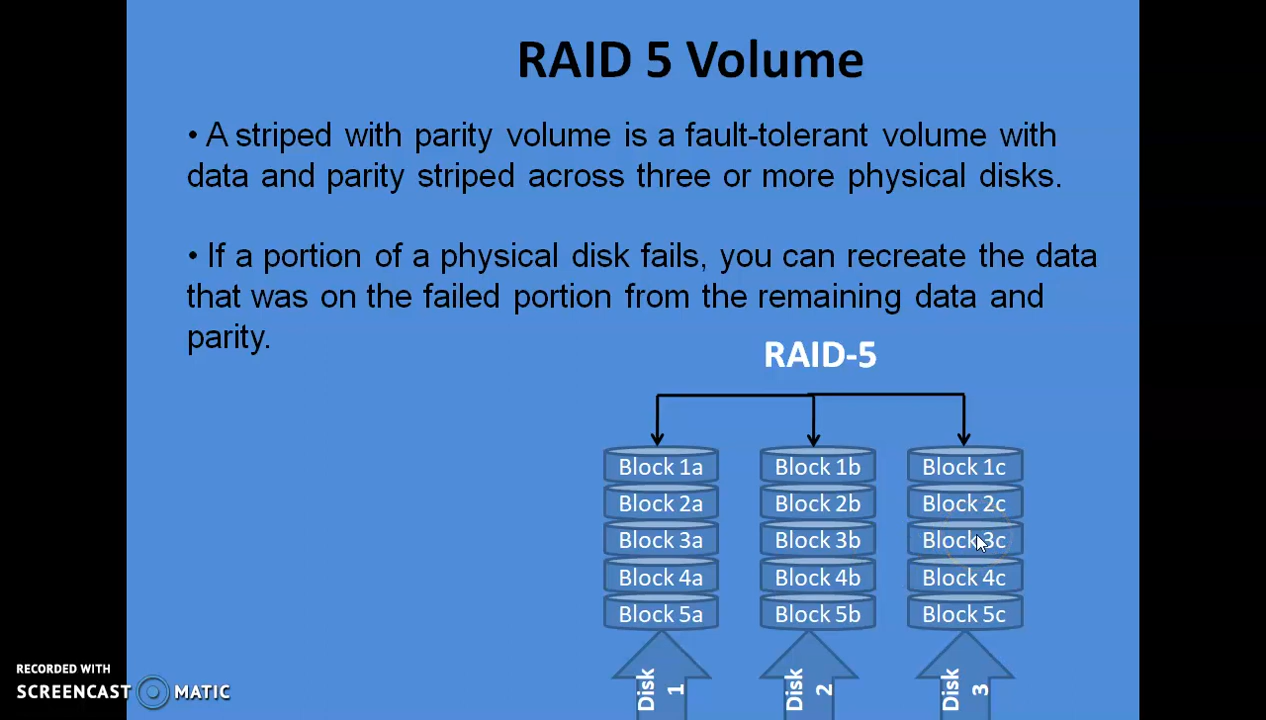 RAID 5 Volume
• A striped with parity volume is a fault-tolerant volume with
data and parity striped across three or more physical disks.
• If a portion of a physical disk fails, you can recreate the data
that was on the failed portion from the remaining data and
parity.
RAID-5
Block 1a Block 1b Block 1c
Block 2a Block 2b Block 2c
Block 3a Block 3b Block 3c
Block 4a Block 4b Block 4c
Block 5a Block 5b Block 5c
Disk 1 Disk 2 Disk 3
RECORDED WITH
SCREENCAST MATIC